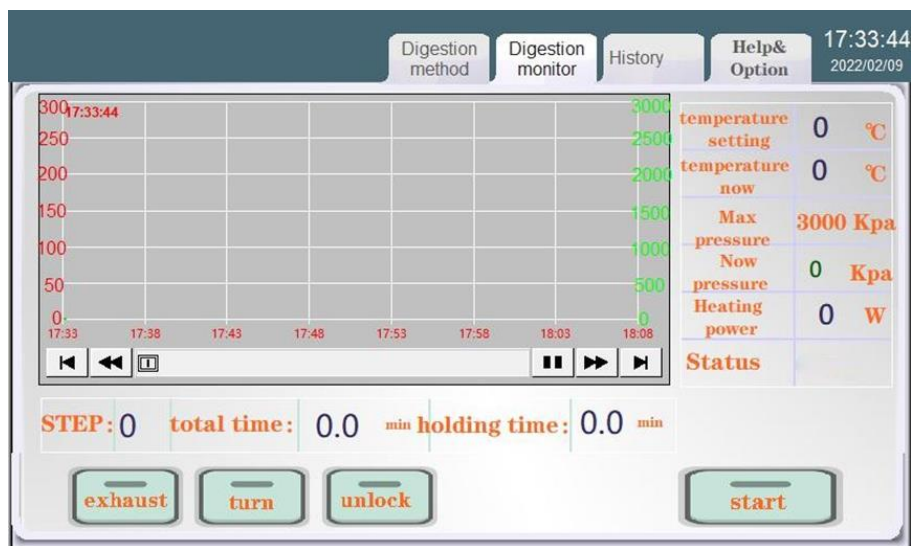 Digestion
method
Digestion
monitor
History
Help&
Option
17:33:44
2022/02/09
300
17:33:44
250
200
150
100
50
0
3000
2500
2000
1500
1000
500
0
17:33 17:38 17:43 17:48 17:53 17:58 18:03 18:08
temperature
setting
0 ℃
temperature
now
0 ℃
Max
pressure
3000 Kpa
Now
pressure
0 Kpa
Heating
power
0 W
Status
STEP: 0 total time: 0.0 min holding time: 0.0 min
exhaust turn unlock start